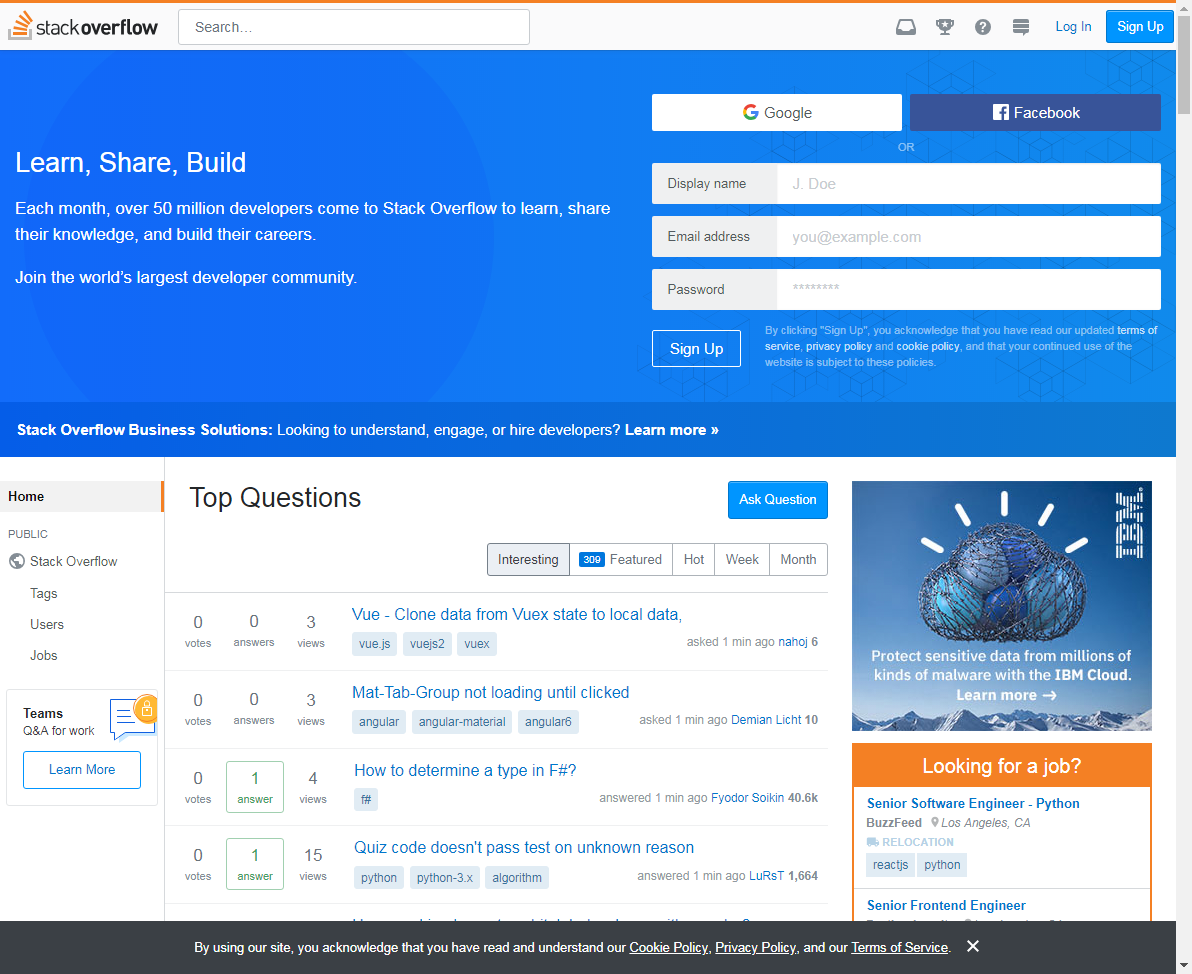 stackoverflow
Search…
Log In
Sign Up
Learn, Share, Build
Each month, over 50 million developers come to Stack Overflow to learn, share
their knowledge, and build their careers.
Join the world’s largest developer community.
Google
Facebook
OR
Display name
J. Doe
Email address
you@example.com
Password
********
Sign Up
By clicking "Sign Up", you acknowledge that you have read our updated terms of
service, privacy policy and cookie policy, and that your continued use of the
website is subject to these policies.
Stack Overflow Business Solutions: Looking to understand, engage, or hire developers? Learn more »
Home
PUBLIC
Stack Overflow
Tags
Users
Jobs
Teams
Q&A for work
Learn More
Top Questions
Ask Question
Interesting
309 Featured
Hot
Week
Month
0 votes
0 answers
3 views
Vue - Clone data from Vuex state to local data,
vue.js vuejs2 vuex
asked 1 min ago nahoj 6
0 votes
0 answers
3 views
Mat-Tab-Group not loading until clicked
angular angular-material angular6
asked 1 min ago Demian Licht 10
0 votes
1 answer
4 views
How to determine a type in F#?
f#
answered 1 min ago Fyodor Soikin 40.6k
0 votes
1 answer
15 views
Quiz code doesn't pass test on unknown reason
python python-3.x algorithm
answered 1 min ago LuRsT 1,664
IBM
Protect sensitive data from millions of
kinds of malware with the IBM Cloud.
Learn more →
Looking for a job?
Senior Software Engineer - Python
BuzzFeed Los Angeles, CA
RELOCATION
reactjs python
Senior Frontend Engineer
By using our site, you acknowledge that you have read and understand our Cookie Policy, Privacy Policy, and our Terms of Service.